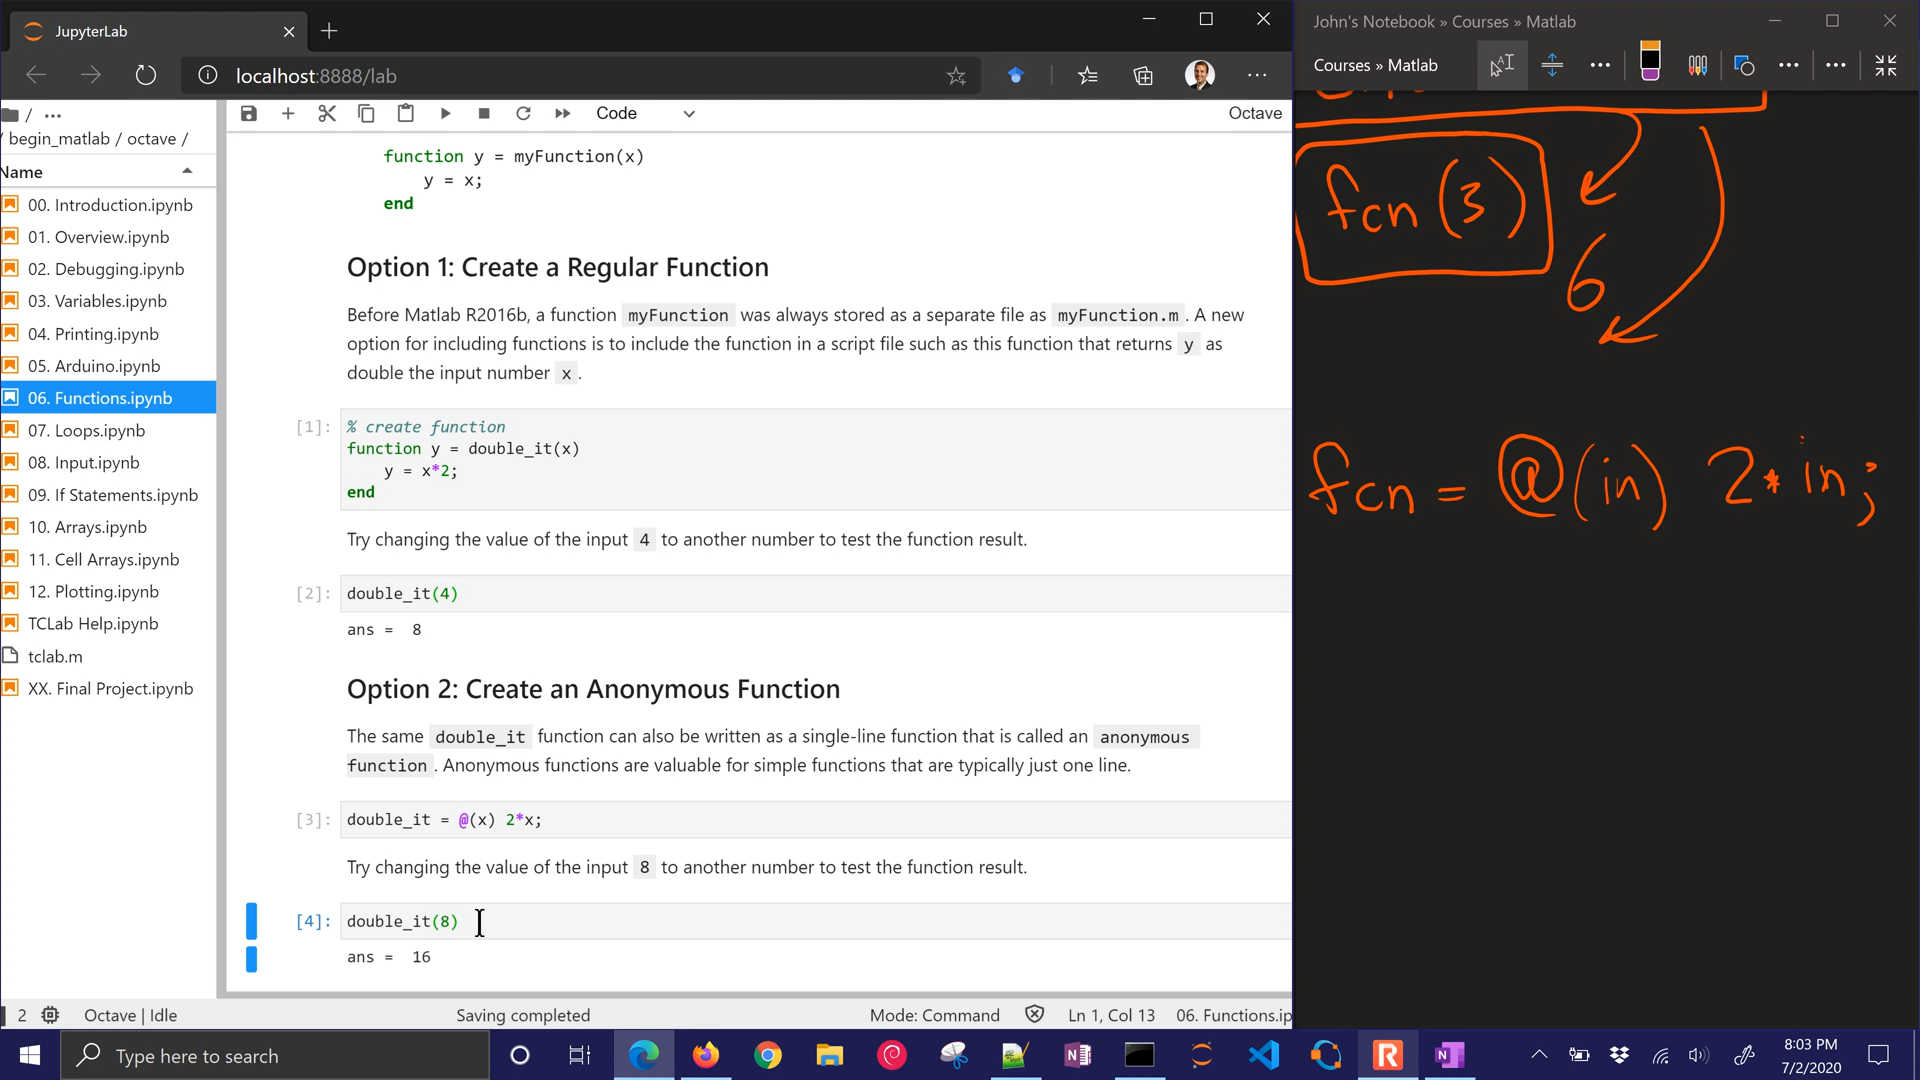 JupyterLab
localhost:8888/lab
/ ...
/ begin_matlab / octave /
Name
00. Introduction.ipynb
01. Overview.ipynb
02. Debugging.ipynb
03. Variables.ipynb
04. Printing.ipynb
05. Arduino.ipynb
06. Functions.ipynb
07. Loops.ipynb
08. Input.ipynb
09. If Statements.ipynb
10. Arrays.ipynb
11. Cell Arrays.ipynb
12. Plotting.ipynb
TCLab Help.ipynb
tclab.m
XX. Final Project.ipynb
Code
Octave
function y = myFunction(x)
y = x;
end
Option 1: Create a Regular Function
Before Matlab R2016b, a function myFunction was always stored as a separate file as myFunction.m . A new
option for including functions is to include the function in a script file such as this function that returns y as
double the input number x .
[1]: % create function
function y = double_it(x)
y = x*2;
end
Try changing the value of the input 4 to another number to test the function result.
[2]: double_it(4)
ans = 8
Option 2: Create an Anonymous Function
The same double_it function can also be written as a single-line function that is called an anonymous
function . Anonymous functions are valuable for simple functions that are typically just one line.
[3]: double_it = @(x) 2*x;
Try changing the value of the input 8 to another number to test the function result.
[4]: double_it(8)
ans = 16
2 Octave | Idle Saving completed Mode: Command Ln 1, Col 13 06. Functions.ip
John's Notebook » Courses » Matlab
Courses » Matlab
fcn (3)
6
fcn = @ (in) 2* in;
Type here to search
8:03 PM
7/2/2020